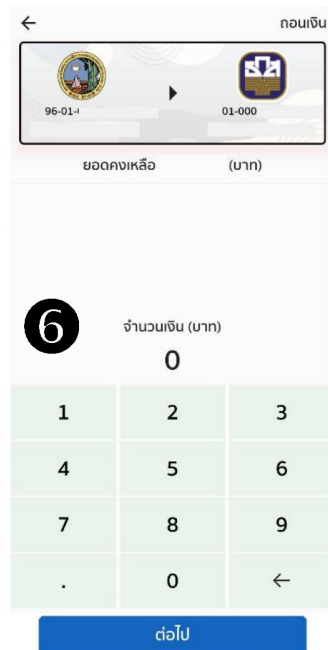 ← ถอนเงิน
96-01- 01-000
ยอดคงเหลือ (บาท)
6 จำนวนเงิน (บาท)
0
1 2 3
4 5 6
7 8 9
. 0 ←
ต่อไป